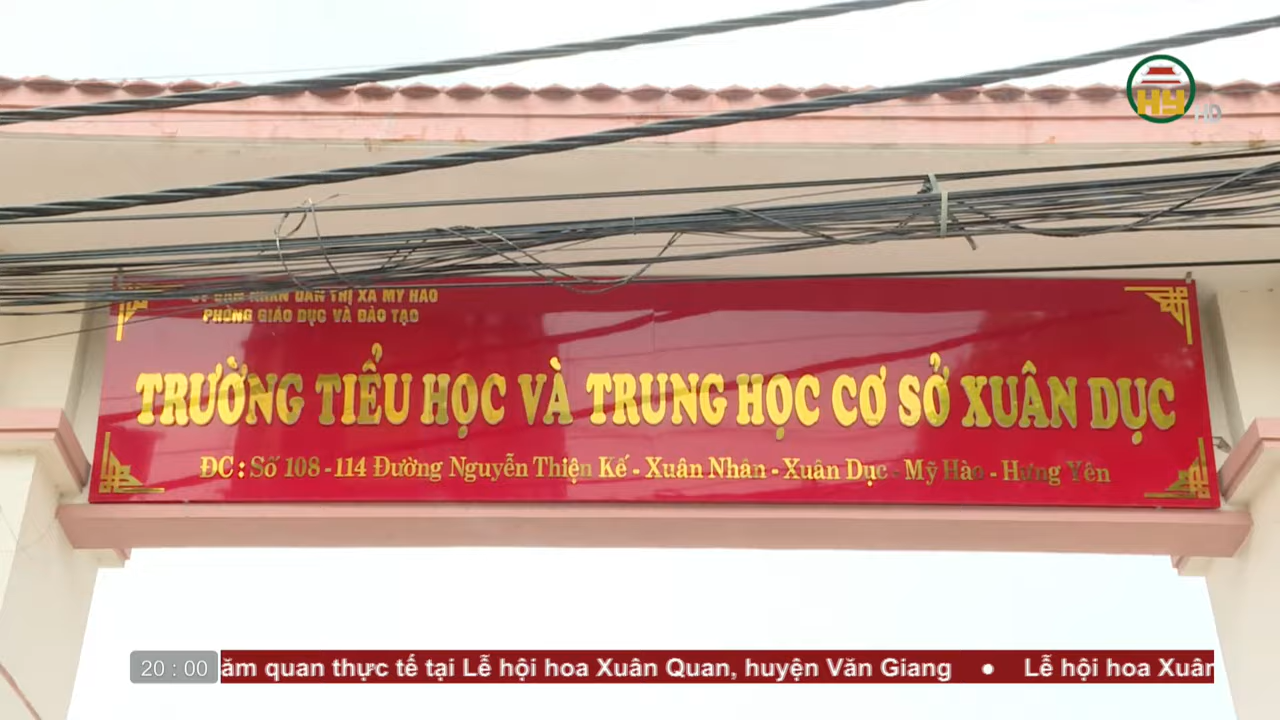 HY HD
ỦY BAN NHÂN DÂN THỊ XÃ MỸ HÀO
PHÒNG GIÁO DỤC VÀ ĐÀO TẠO
TRƯỜNG TIỂU HỌC VÀ TRUNG HỌC CƠ SỞ XUÂN DỤC
ĐC : Số 108 - 114 Đường Nguyễn Thiện Kế - Xuân Nhân - Xuân Dục - Mỹ Hào - Hưng Yên
20 : 00 ăm quan thực tế tại Lễ hội hoa Xuân Quan, huyện Văn Giang • Lễ hội hoa Xuân